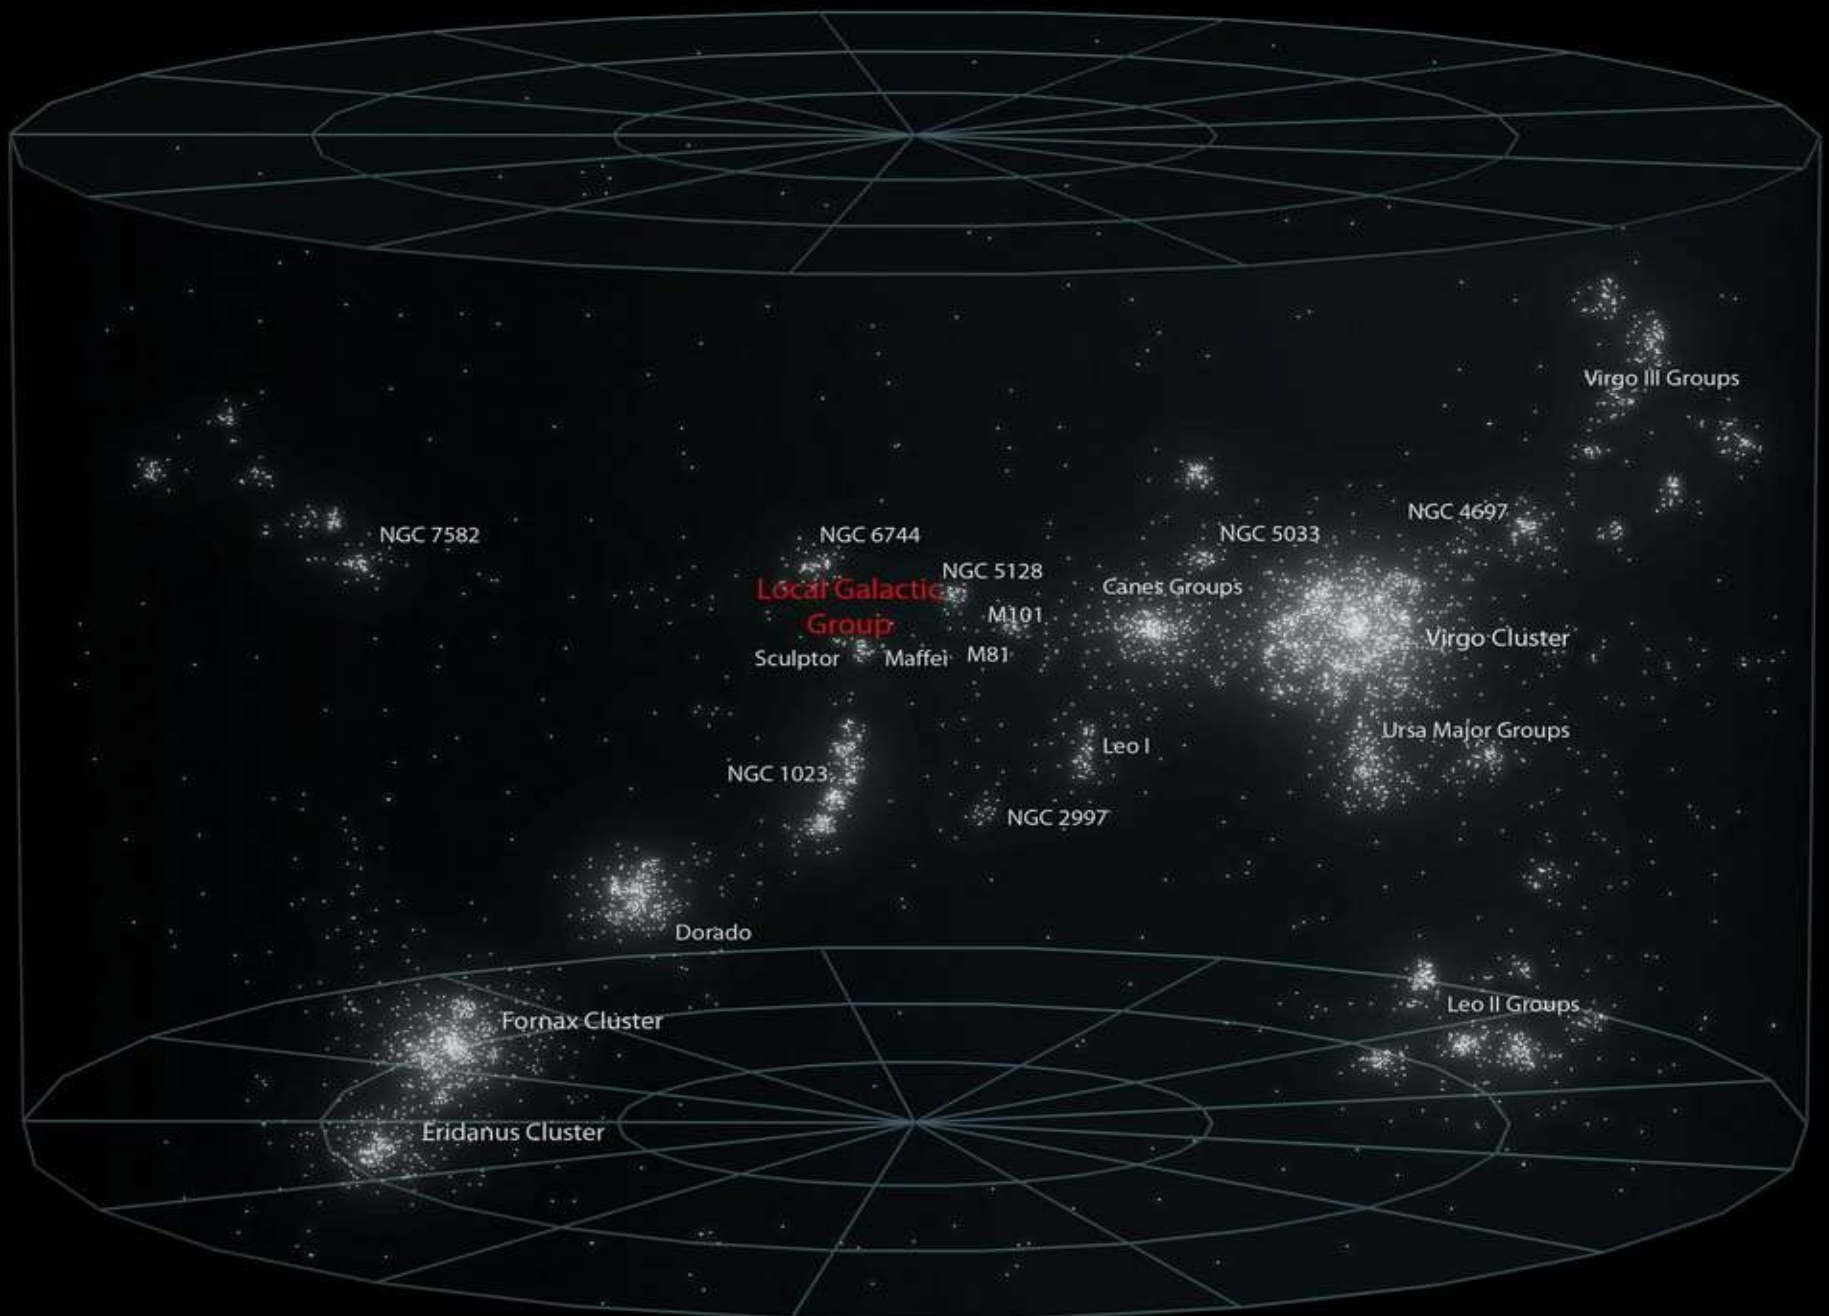 Virgo III Groups
NGC 4697
NGC 7582
NGC 6744
NGC 5033
NGC 5128
Local Galactic
Group
Canes Groups
M101
Virgo Cluster
Sculptor
Maffei
M81
Ursa Major Groups
Leo I
NGC 1023
NGC 2997
Dorado
Leo II Groups
Fornax Cluster
Eridanus Cluster